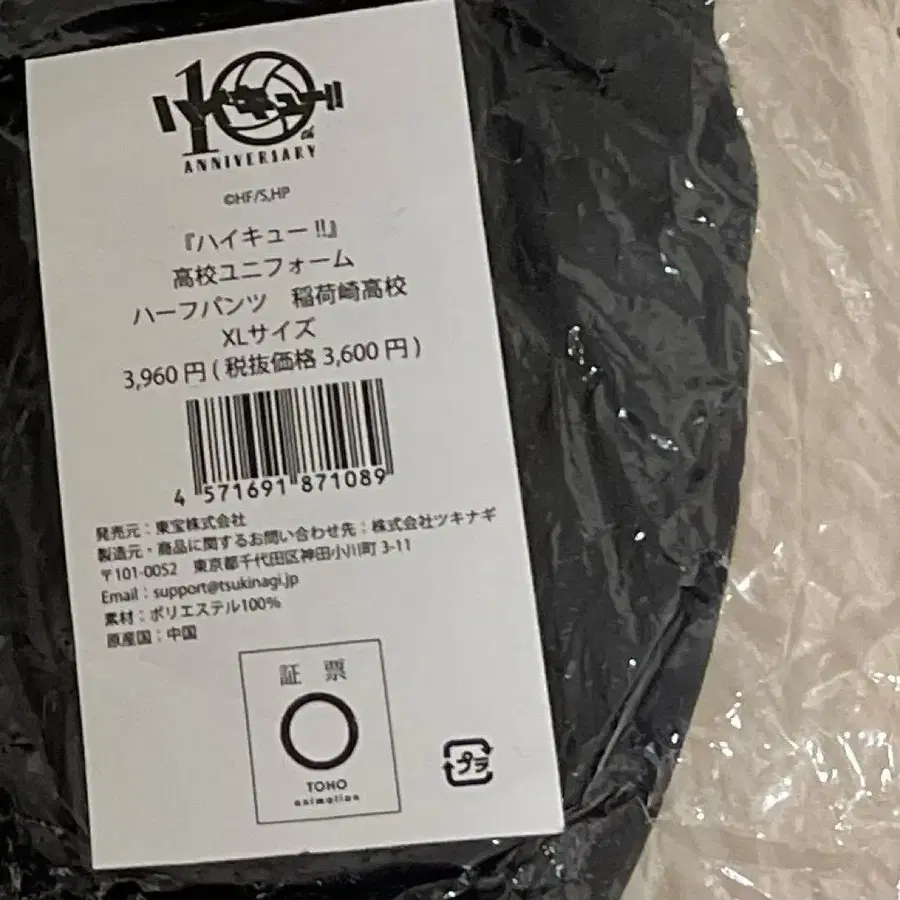 ハイキュー!!
10th
ANNIVERSARY
©HF/S,HP
『ハイキュー!!』
高校ユニフォーム
ハーフパンツ 稲荷崎高校
XLサイズ
3,960円(税抜価格3,600円)
4 571691 871089
発売元:東宝株式会社
製造元・商品に関するお問い合わせ先:株式会社ツキナギ
〒101-0052 東京都千代田区神田小川町3-11
Email:support@tsukinagi.jp
素材:ポリエステル100%
原産国:中国
証 票
TOHO
animation
プラ